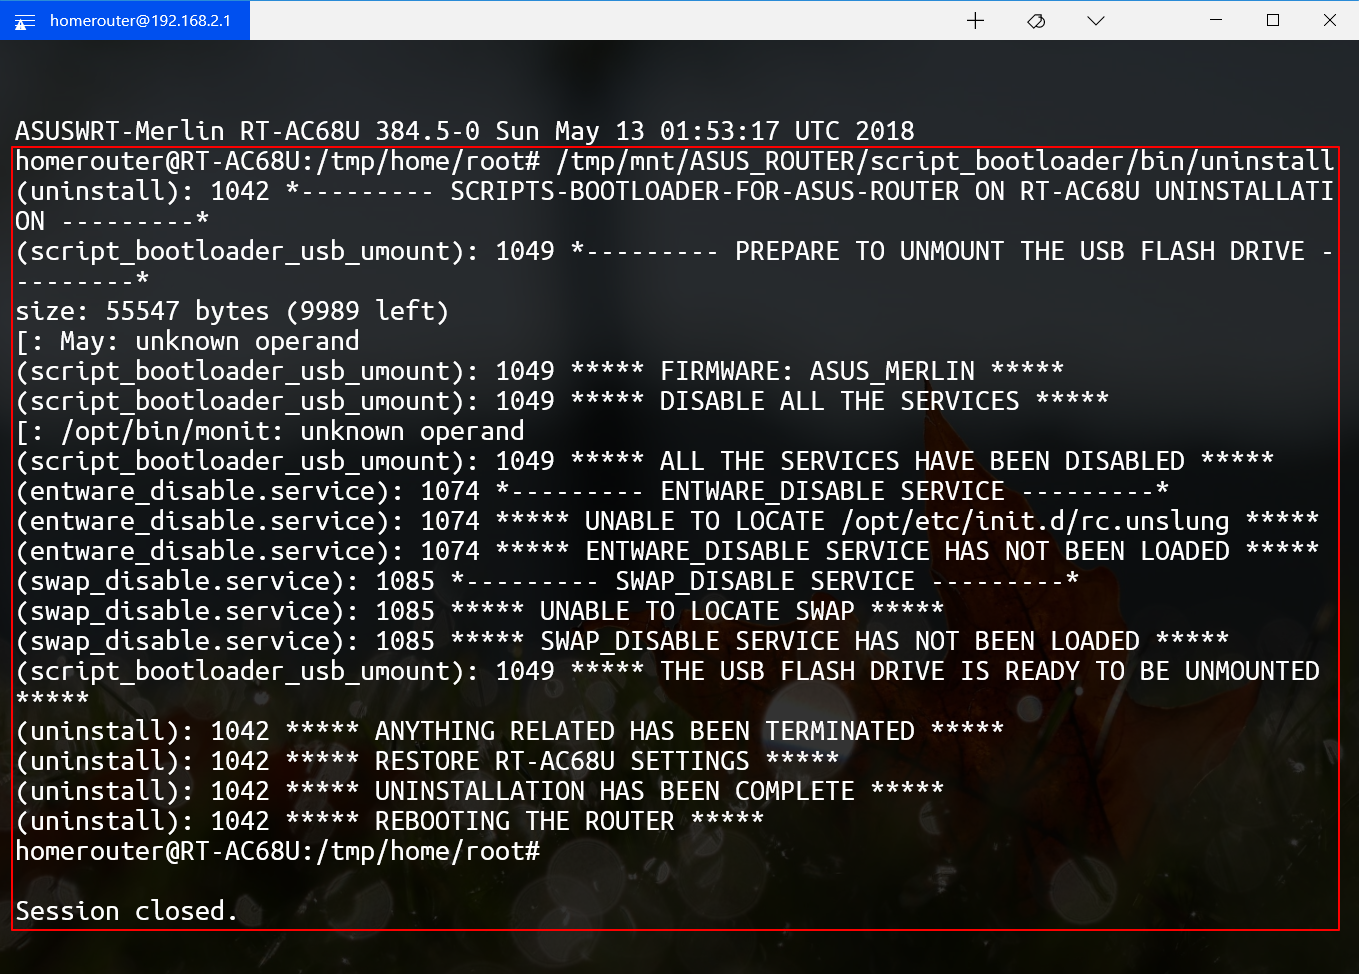 homerouter@192.168.2.1
ASUSWRT-Merlin RT-AC68U 384.5-0 Sun May 13 01:53:17 UTC 2018
homerouter@RT-AC68U:/tmp/home/root# /tmp/mnt/ASUS_ROUTER/script_bootloader/bin/uninstall
(uninstall): 1042 *--------- SCRIPTS-BOOTLOADER-FOR-ASUS-ROUTER ON RT-AC68U UNINSTALLATI
ON ---------*
(script_bootloader_usb_umount): 1049 *--------- PREPARE TO UNMOUNT THE USB FLASH DRIVE -
--------*
size: 55547 bytes (9989 left)
[: May: unknown operand
(script_bootloader_usb_umount): 1049 ***** FIRMWARE: ASUS_MERLIN *****
(script_bootloader_usb_umount): 1049 ***** DISABLE ALL THE SERVICES *****
[: /opt/bin/monit: unknown operand
(script_bootloader_usb_umount): 1049 ***** ALL THE SERVICES HAVE BEEN DISABLED *****
(entware_disable.service): 1074 *--------- ENTWARE_DISABLE SERVICE ---------*
(entware_disable.service): 1074 ***** UNABLE TO LOCATE /opt/etc/init.d/rc.unslung *****
(entware_disable.service): 1074 ***** ENTWARE_DISABLE SERVICE HAS NOT BEEN LOADED *****
(swap_disable.service): 1085 *--------- SWAP_DISABLE SERVICE ---------*
(swap_disable.service): 1085 ***** UNABLE TO LOCATE SWAP *****
(swap_disable.service): 1085 ***** SWAP_DISABLE SERVICE HAS NOT BEEN LOADED *****
(script_bootloader_usb_umount): 1049 ***** THE USB FLASH DRIVE IS READY TO BE UNMOUNTED
*****
(uninstall): 1042 ***** ANYTHING RELATED HAS BEEN TERMINATED *****
(uninstall): 1042 ***** RESTORE RT-AC68U SETTINGS *****
(uninstall): 1042 ***** UNINSTALLATION HAS BEEN COMPLETE *****
(uninstall): 1042 ***** REBOOTING THE ROUTER *****
homerouter@RT-AC68U:/tmp/home/root#
Session closed.